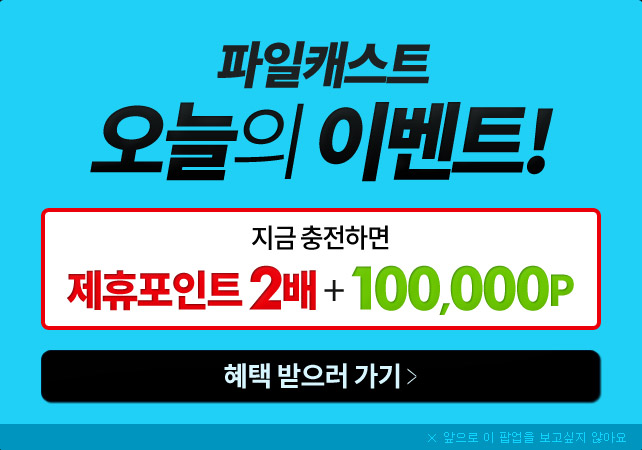 파일캐스트
오늘의 이벤트!
지금 충전하면
제휴포인트 2배 + 100,000P
혜택 받으러 가기 >
× 앞으로 이 팝업을 보고싶지 않아요